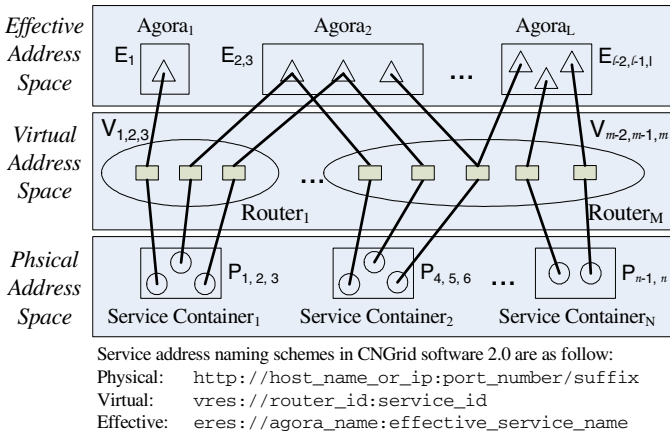 Effective
Address
Space
Agora1
Agora2
AgoraL
E1
E2,3
...
El-2,l-1,l
Virtual
Address
Space
V1,2,3
Vm-2,m-1,m
...
Router1
RouterM
Phsical
Address
Space
P1, 2, 3
P4, 5, 6
...
Pn-1, n
Service Container1
Service Container2
Service ContainerN
Service address naming schemes in CNGrid software 2.0 are as follow:
Physical: http://host_name_or_ip:port_number/suffix
Virtual: vres://router_id:service_id
Effective: eres://agora_name:effective_service_name